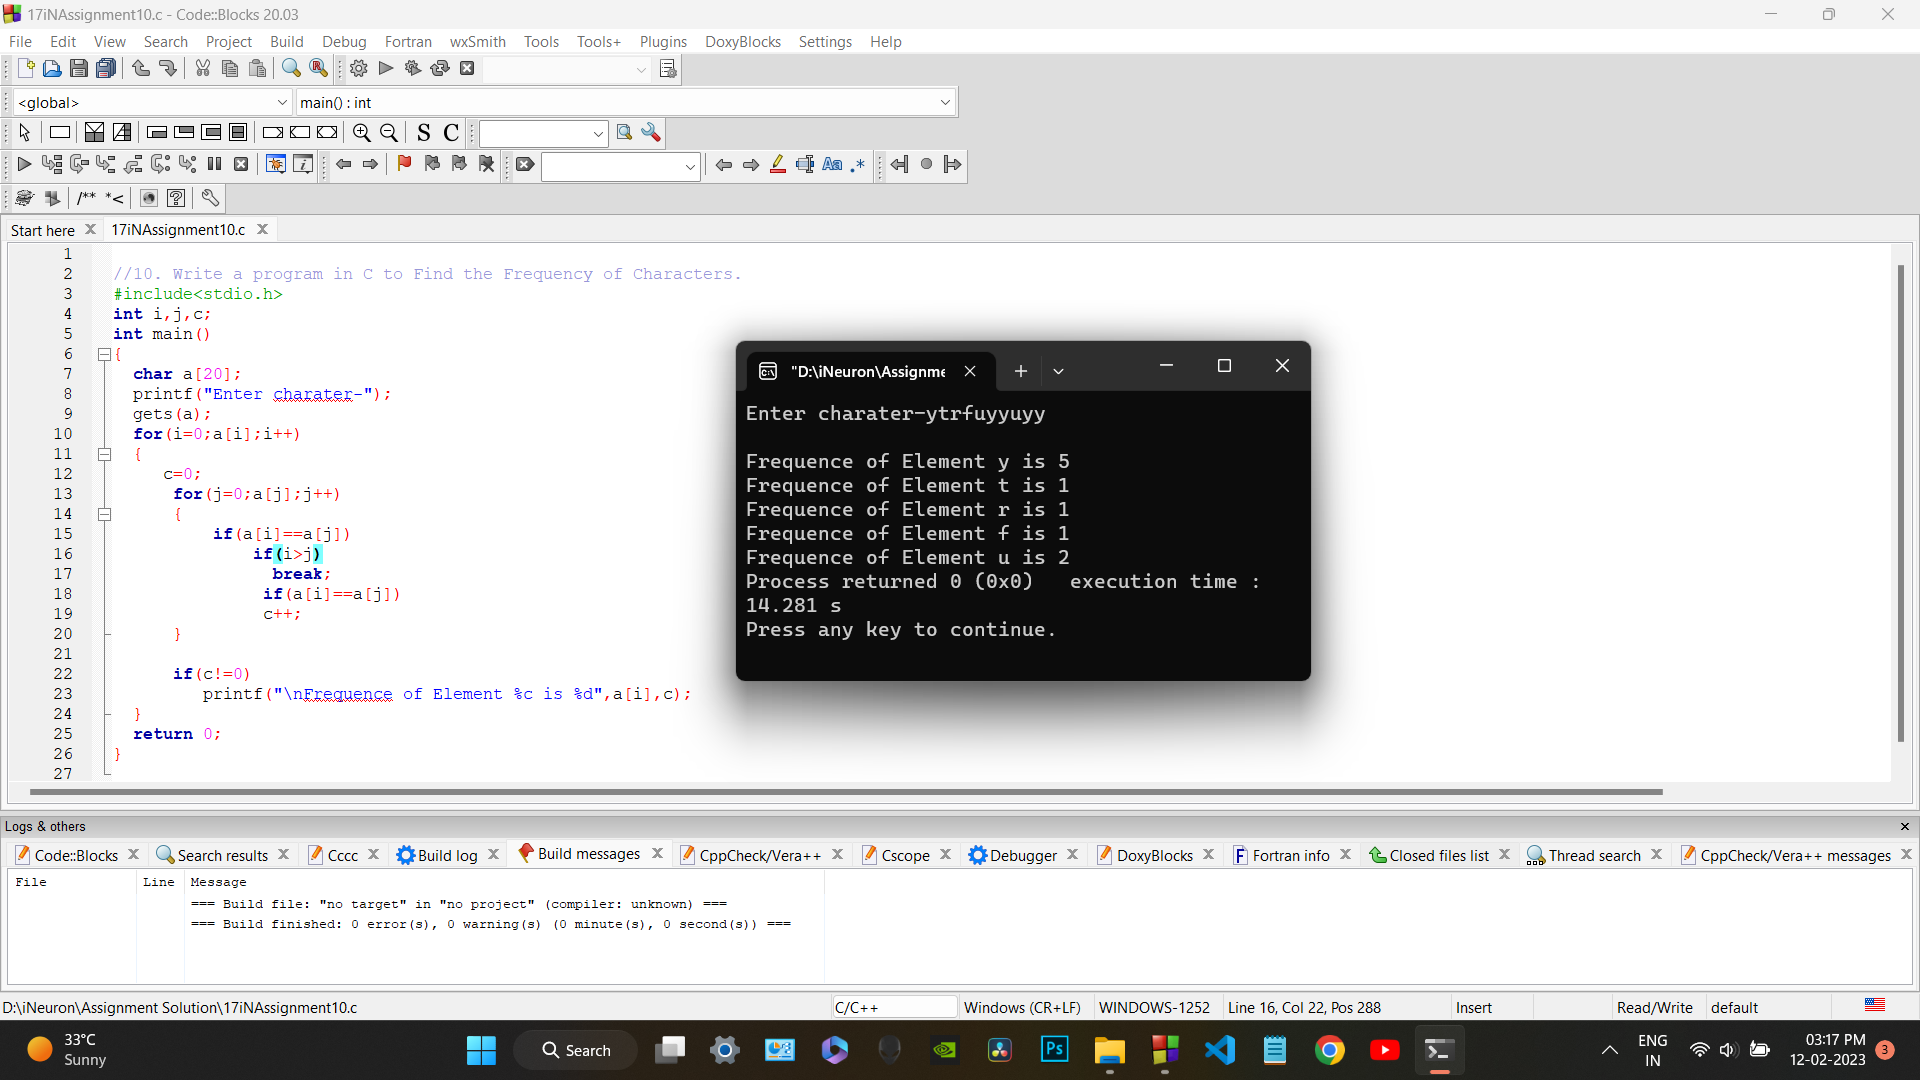 17iNAssignment10.c - Code::Blocks 20.03
File Edit View Search Project Build Debug Fortran wxSmith Tools Tools+ Plugins DoxyBlocks Settings Help
<global> main() : int
S C
Aa .*
/** *<
Start here 17iNAssignment10.c
1
2 //10. Write a program in C to Find the Frequency of Characters.
3 #include<stdio.h>
4 int i,j,c;
5 int main()
6 {
7 char a[20];
8 printf("Enter charater-");
9 gets(a);
10 for(i=0;a[i];i++)
11 {
12 c=0;
13 for(j=0;a[j];j++)
14 {
15 if(a[i]==a[j])
16 if(i>j)
17 break;
18 if(a[i]==a[j])
19 c++;
20 }
21
22 if(c!=0)
23 printf("\nFrequence of Element %c is %d",a[i],c);
24 }
25 return 0;
26 }
27
"D:\iNeuron\Assignme
Enter charater-ytrfuyyuyy
Frequence of Element y is 5
Frequence of Element t is 1
Frequence of Element r is 1
Frequence of Element f is 1
Frequence of Element u is 2
Process returned 0 (0x0) execution time :
14.281 s
Press any key to continue.
Logs & others
Code::Blocks Search results Cccc Build log Build messages CppCheck/Vera++ Cscope Debugger DoxyBlocks Fortran info Closed files list Thread search CppCheck/Vera++ messages
File Line Message
=== Build file: "no target" in "no project" (compiler: unknown) ===
=== Build finished: 0 error(s), 0 warning(s) (0 minute(s), 0 second(s)) ===
D:\iNeuron\Assignment Solution\17iNAssignment10.c C/C++ Windows (CR+LF) WINDOWS-1252 Line 16, Col 22, Pos 288 Insert Read/Write default
33°C
Sunny
Search
Ps
ENG
IN
03:17 PM
12-02-2023
3